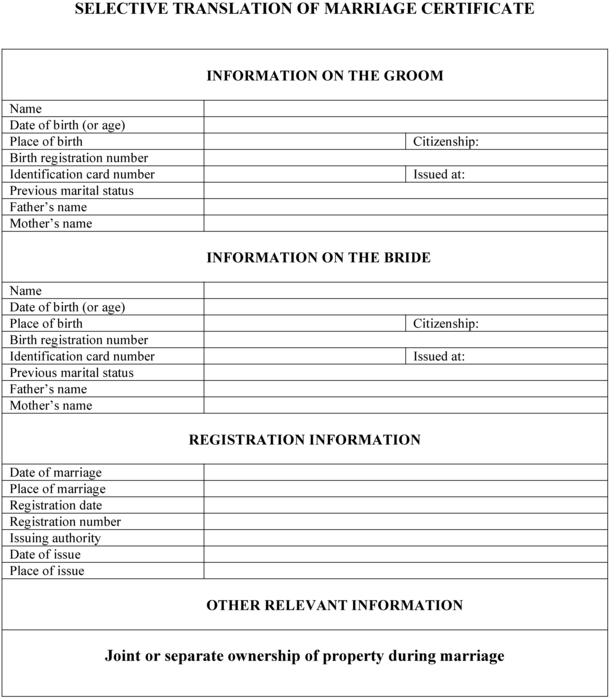 SELECTIVE TRANSLATION OF MARRIAGE CERTIFICATE
INFORMATION ON THE GROOM
Name
Date of birth (or age)
Place of birth Citizenship:
Birth registration number
Identification card number Issued at:
Previous marital status
Father's name
Mother's name
INFORMATION ON THE BRIDE
Name
Date of birth (or age)
Place of birth Citizenship:
Birth registration number
Identification card number Issued at:
Previous marital status
Father's name
Mother's name
REGISTRATION INFORMATION
Date of marriage
Place of marriage
Registration date
Registration number
Issuing authority
Date of issue
Place of issue
OTHER RELEVANT INFORMATION
Joint or separate ownership of property during marriage